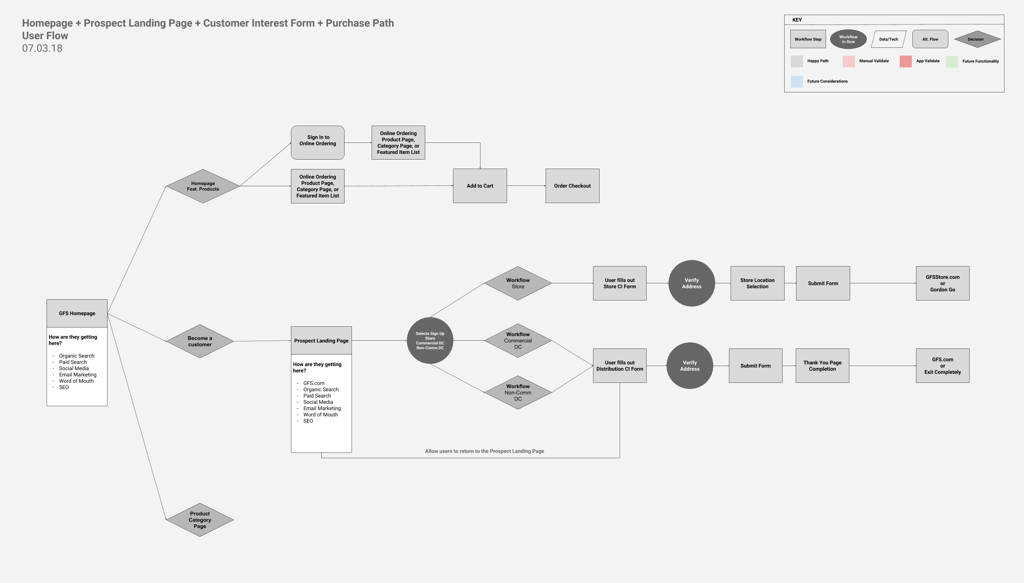 Homepage + Prospect Landing Page + Customer Interest Form + Purchase Path
User Flow
07.03.18
KEY
Workflow Step
Workflow
in flow
Data/Tech
Alt. Flow
Decision
Happy Path
Manual Validate
App Validate
Future Functionality
Future Considerations
Sign In to
Online Ordering
Online Ordering
Product Page,
Category Page, or
Featured Item List
Homepage
Feat. Products
Online Ordering
Product Page,
Category Page, or
Featured Item List
Add to Cart
Order Checkout
Workflow
Store
User fills out
Store CI Form
Verify
Address
Store Location
Selection
Submit Form
GFSStore.com
or
Gordon Go
GFS Homepage
How are they getting
here?
- Organic Search
- Paid Search
- Social Media
- Email Marketing
- Word of Mouth
- SEO
Become a
customer
Prospect Landing Page
How are they getting
here?
- GFS.com
- Organic Search
- Paid Search
- Social Media
- Email Marketing
- Word of Mouth
- SEO
Selects Sign Up
Store
Commercial DC
Non-Comm DC
Workflow
Commercial
DC
Workflow
Non-Comm
DC
User fills out
Distribution CI Form
Verify
Address
Submit Form
Thank You Page
Completion
GFS.com
or
Exit Completely
Allow users to return to the Prospect Landing Page
Product
Category
Page